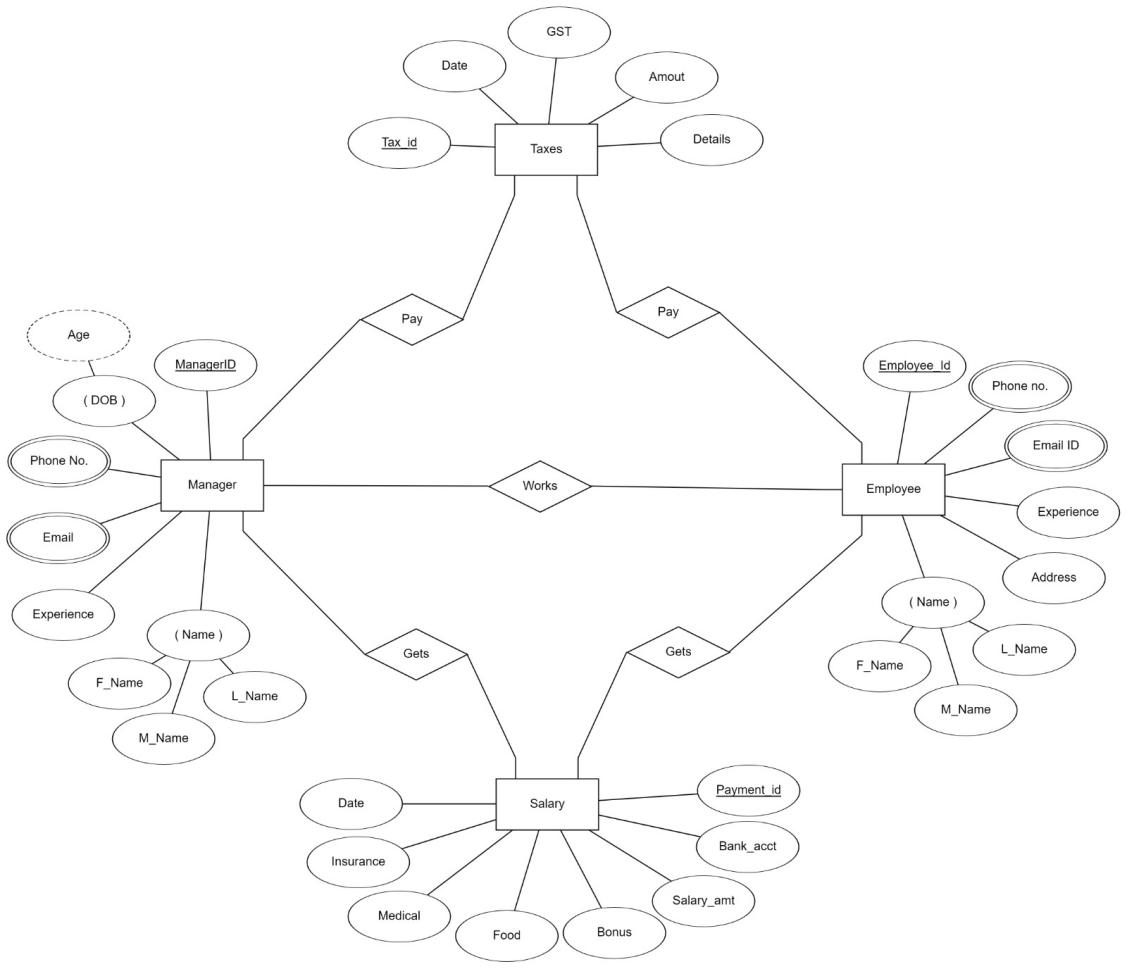 GST
Date
Amout
Tax_id
Taxes
Details
Pay
Pay
Age
ManagerID
Employee_Id
Phone no.
( DOB )
Email ID
Phone No.
Manager
Works
Employee
Experience
Email
Address
Experience
( Name )
( Name )
Gets
Gets
L_Name
F_Name
F_Name
L_Name
M_Name
M_Name
Payment_id
Date
Salary
Bank_acct
Insurance
Salary_amt
Medical
Food
Bonus